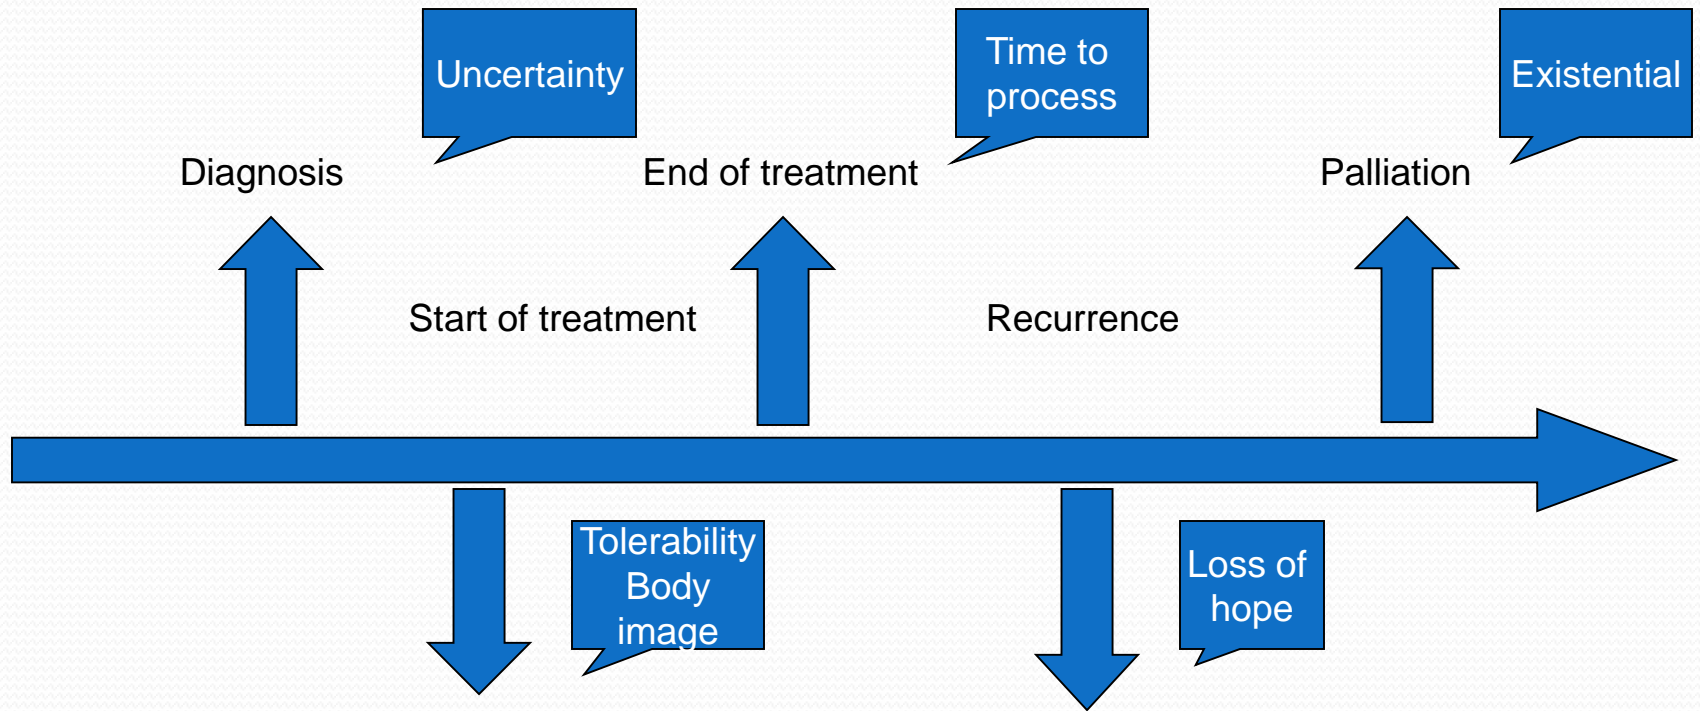 Uncertainty
Time to
process
Existential
Diagnosis
End of treatment
Palliation
Start of treatment
Recurrence
Tolerability
Body
image
Loss of
hope